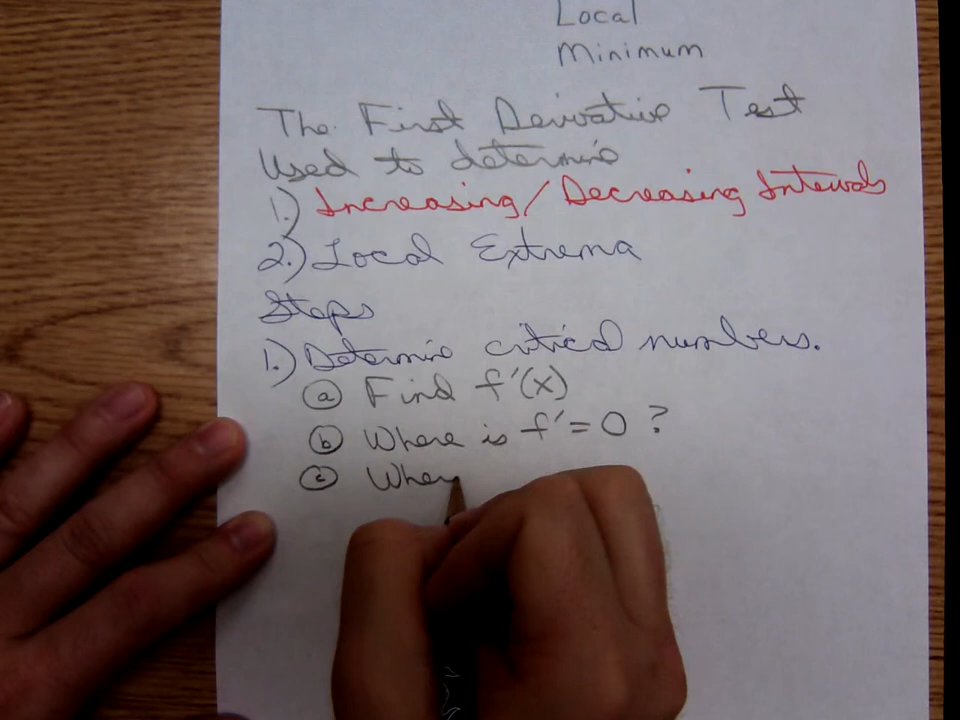 Local
Minimum
The First Derivative Test
Used to determine
1.) Increasing/Decreasing Intervals
2.) Local Extrema
Steps
1.) Determine critical numbers.
a Find f'(x)
b Where is f'=0 ?
c Wher